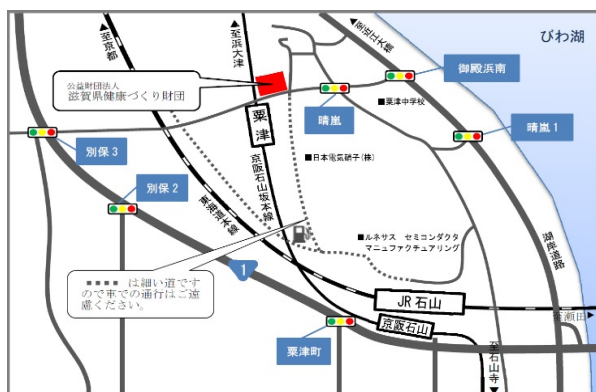 ▲至京都
▲至浜大津
▲至近江大橋
びわ湖
公益財団法人
滋賀県健康づくり財団
御殿浜南
晴嵐
■粟津中学校
粟津
晴嵐1
別保3
■日本電気硝子(株)
京阪石山坂本線
別保2
東海道本線
■ルネサス セミコンダクタ
マニュファクチュアリング
湖岸道路
■■■■ は細い道です
ので車での通行はご遠
慮ください。
1
JR石山
京阪石山
至瀬田▶
粟津町
至石山寺▼